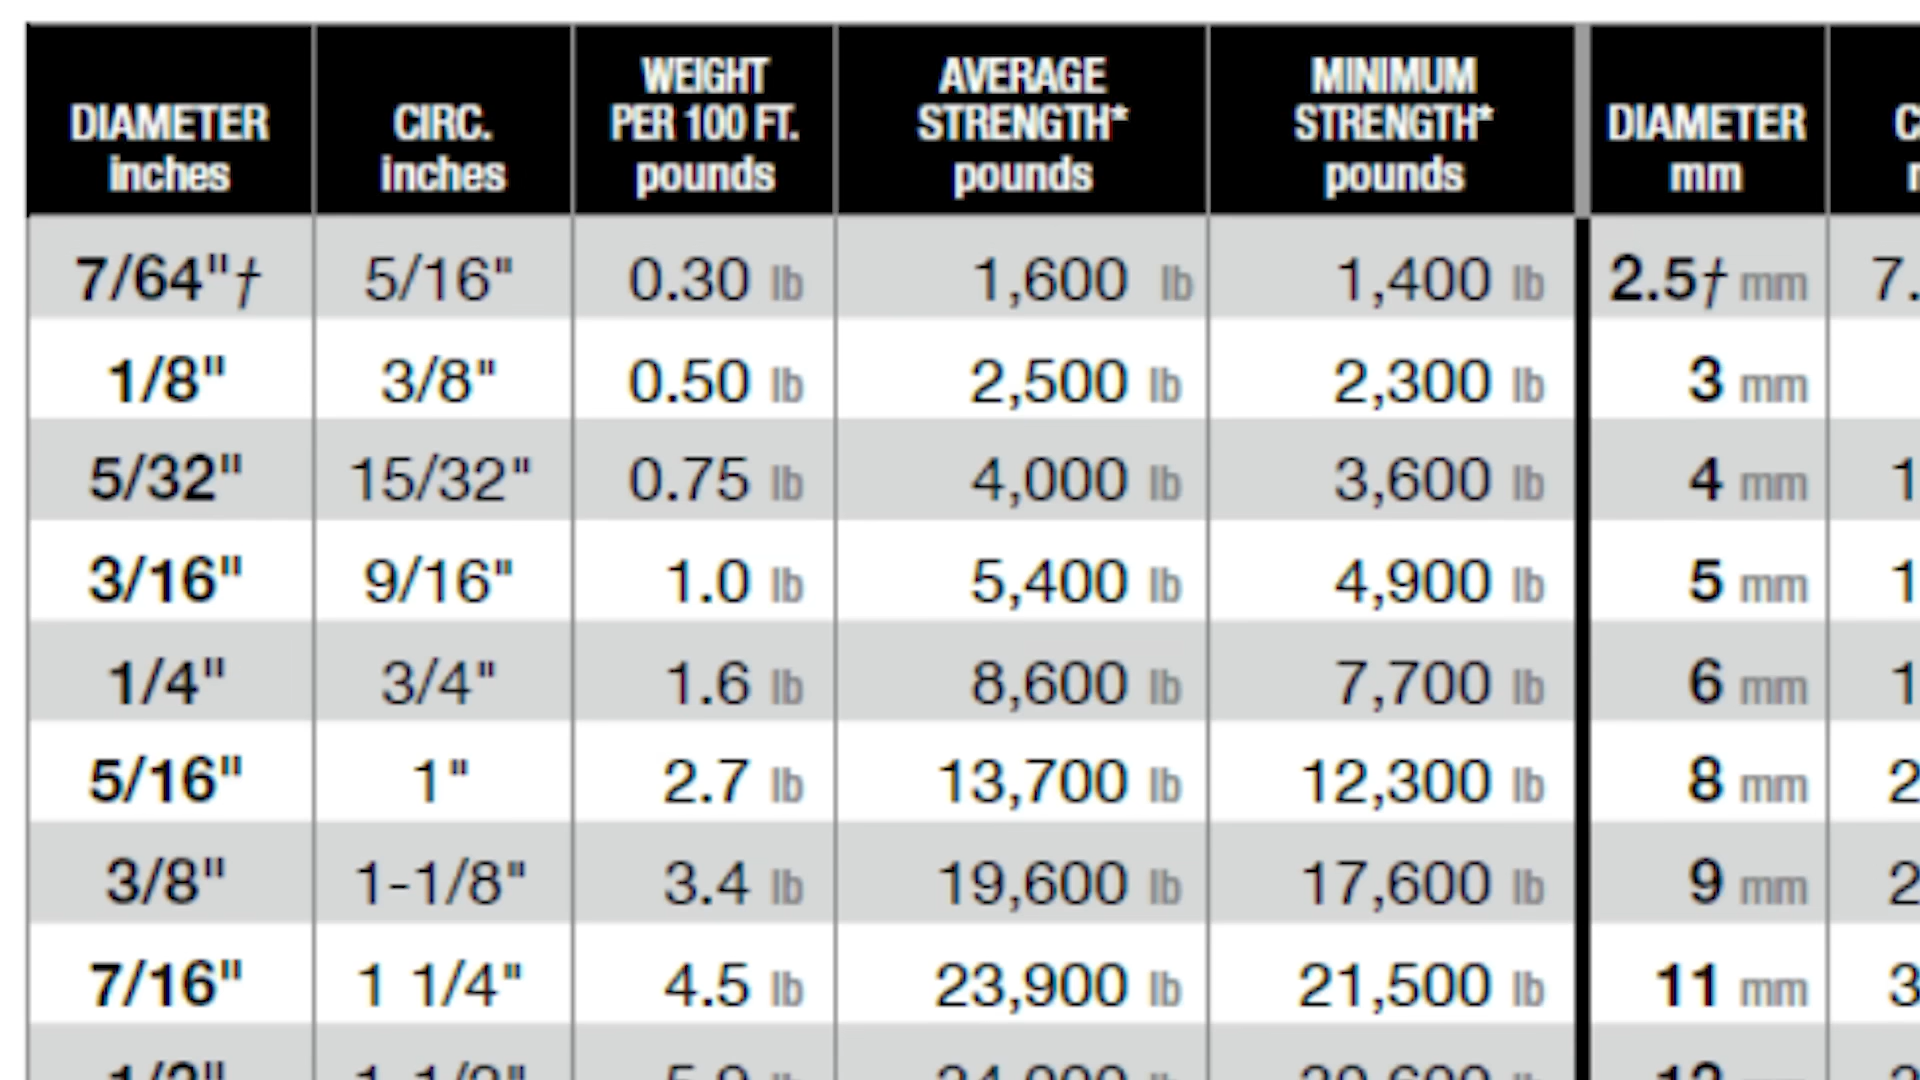 DIAMETER inches CIRC. inches WEIGHT PER 100 FT. pounds AVERAGE STRENGTH* pounds MINIMUM STRENGTH* pounds DIAMETER mm
7/64"† 5/16" 0.30 lb 1,600 lb 1,400 lb 2.5† mm 7.
1/8" 3/8" 0.50 lb 2,500 lb 2,300 lb 3 mm
5/32" 15/32" 0.75 lb 4,000 lb 3,600 lb 4 mm 1
3/16" 9/16" 1.0 lb 5,400 lb 4,900 lb 5 mm 1
1/4" 3/4" 1.6 lb 8,600 lb 7,700 lb 6 mm 1
5/16" 1" 2.7 lb 13,700 lb 12,300 lb 8 mm 2
3/8" 1-1/8" 3.4 lb 19,600 lb 17,600 lb 9 mm 2
7/16" 1 1/4" 4.5 lb 23,900 lb 21,500 lb 11 mm 3